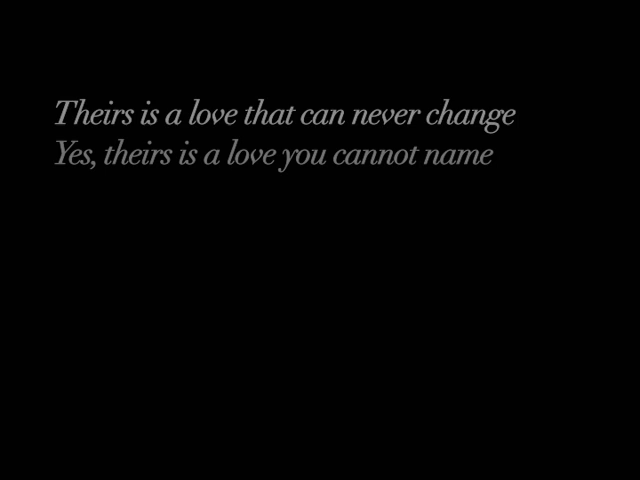 Theirs is a love that can never change
Yes, theirs is a love you cannot name